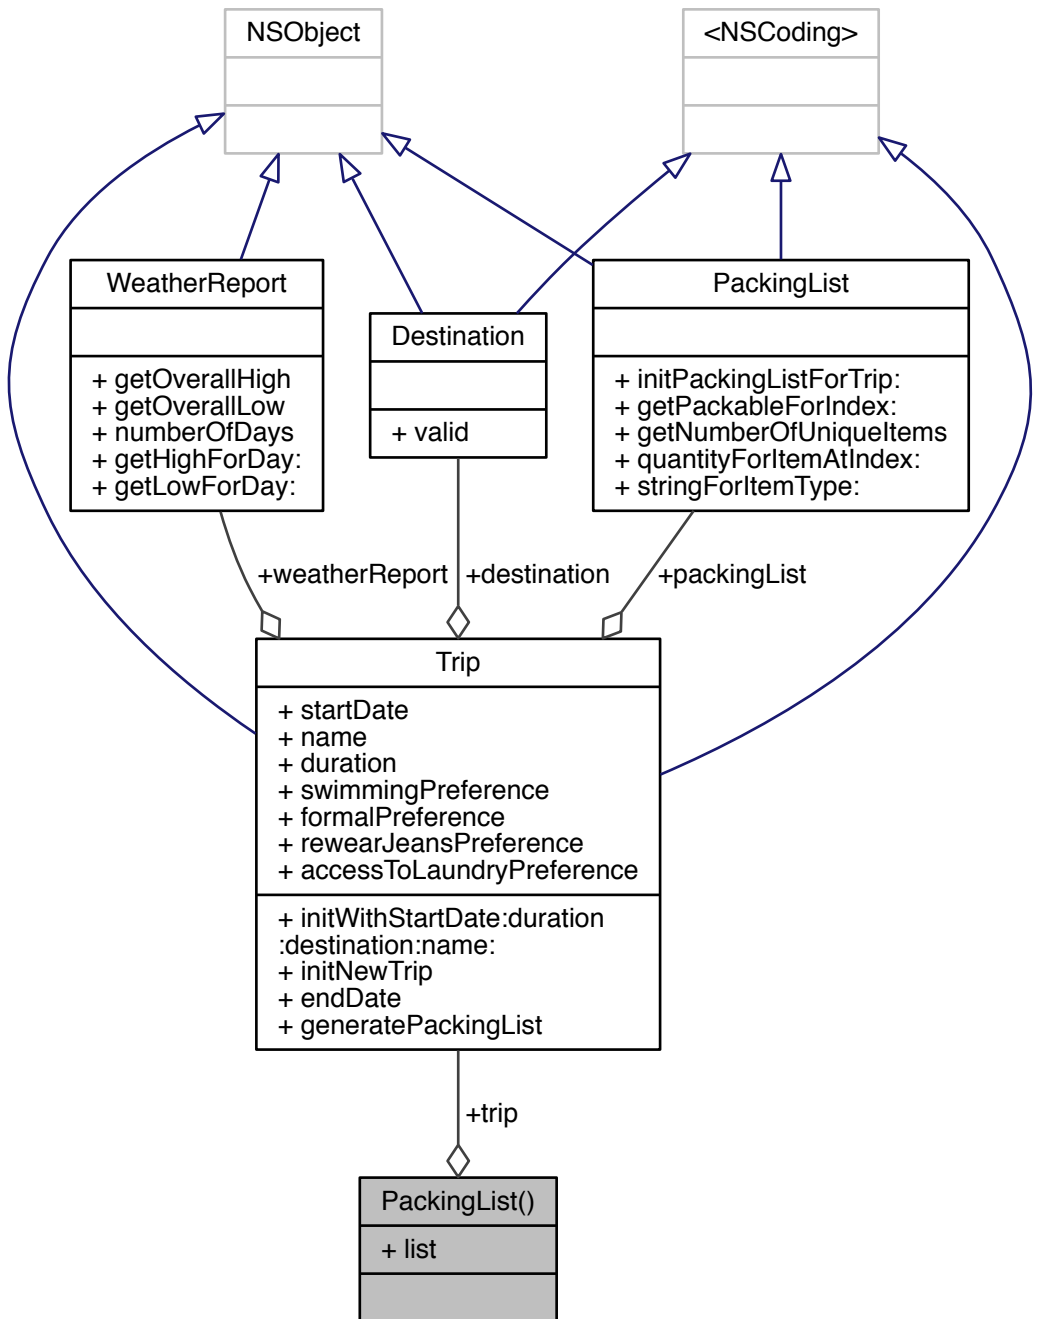 NSObject
<NSCoding>
WeatherReport
+ getOverallHigh
+ getOverallLow
+ numberOfDays
+ getHighForDay:
+ getLowForDay:
Destination
+ valid
PackingList
+ initPackingListForTrip:
+ getPackableForIndex:
+ getNumberOfUniqueItems
+ quantityForItemAtIndex:
+ stringForItemType:
+weatherReport
+destination
+packingList
Trip
+ startDate
+ name
+ duration
+ swimmingPreference
+ formalPreference
+ rewearJeansPreference
+ accessToLaundryPreference
+ initWithStartDate:duration
:destination:name:
+ initNewTrip
+ endDate
+ generatePackingList
+trip
PackingList()
+ list